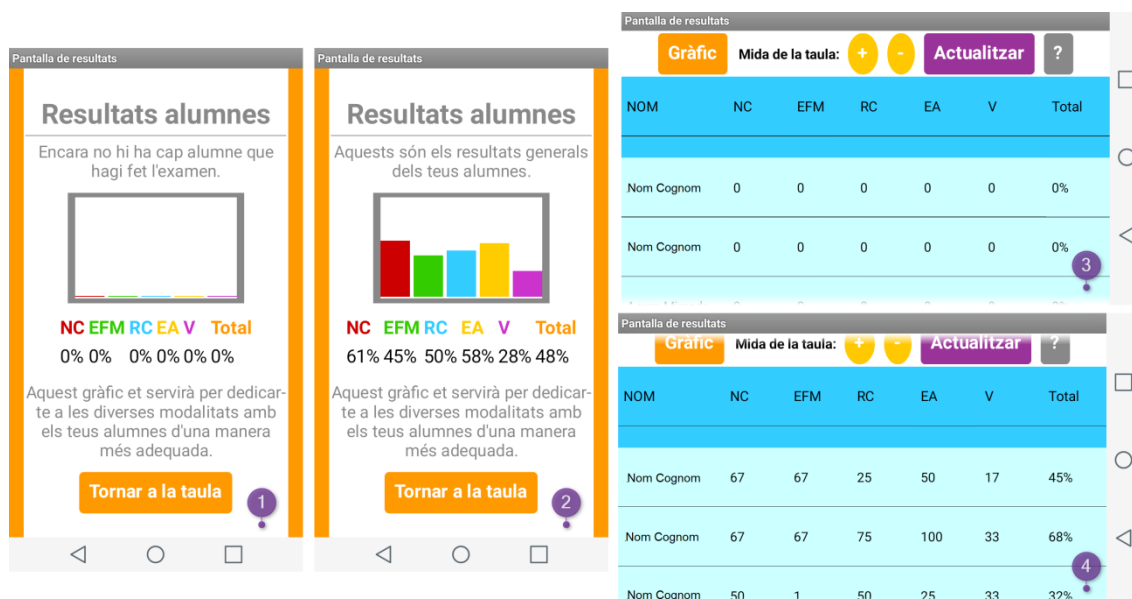 Pantalla de resultats
Resultats alumnes
Encara no hi ha cap alumne que
hagi fet l'examen.
NC EFM RC EA V Total
0% 0% 0% 0% 0% 0%
Aquest gràfic et servirà per dedicar-
te a les diverses modalitats amb
els teus alumnes d'una manera
més adequada.
Tornar a la taula
1
Pantalla de resultats
Resultats alumnes
Aquests són els resultats generals
dels teus alumnes.
NC EFM RC EA V Total
61% 45% 50% 58% 28% 48%
Aquest gràfic et servirà per dedicar-
te a les diverses modalitats amb
els teus alumnes d'una manera
més adequada.
Tornar a la taula
2
Pantalla de resultats
Gràfic Mida de la taula: + - Actualitzar ?
NOM NC EFM RC EA V Total
Nom Cognom 0 0 0 0 0 0%
Nom Cognom 0 0 0 0 0 0%
3
Pantalla de resultats
Gràfic Mida de la taula: + - Actualitzar ?
NOM NC EFM RC EA V Total
Nom Cognom 67 67 25 50 17 45%
Nom Cognom 67 67 75 100 33 68%
4
Nom Cognom 50 1 50 25 33 32%